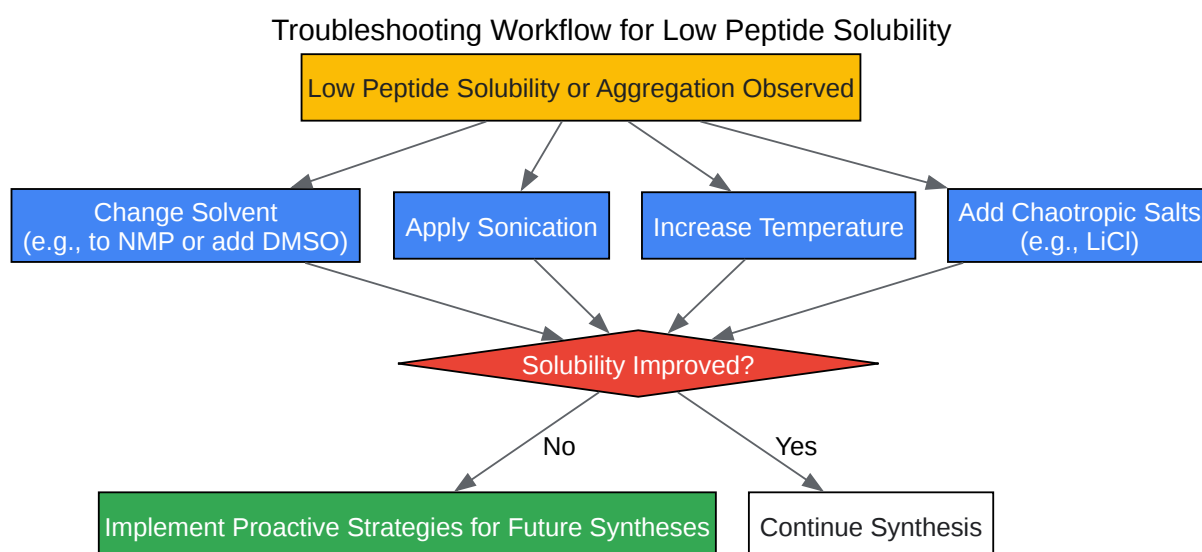 Troubleshooting Workflow for Low Peptide Solubility
Low Peptide Solubility or Aggregation Observed
Change Solvent
(e.g., to NMP or add DMSO)
Apply Sonication
Increase Temperature
Add Chaotropic Salts
(e.g., LiCl)
Solubility Improved?
No
Yes
Implement Proactive Strategies for Future Syntheses
Continue Synthesis